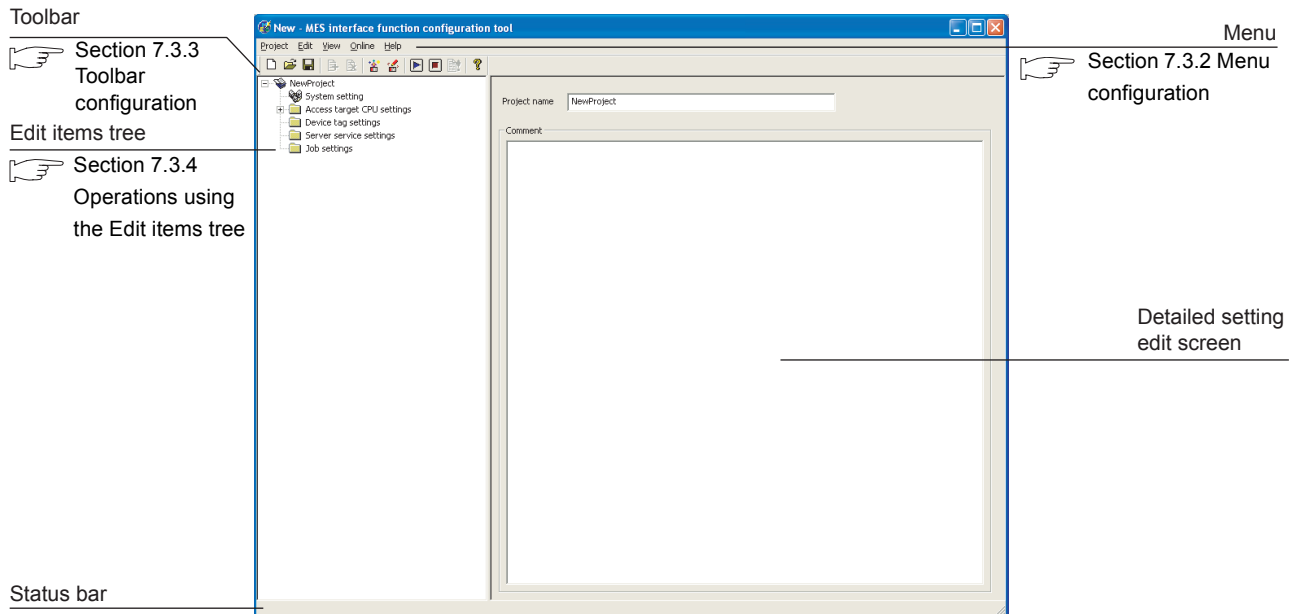 Toolbar
Section 7.3.3
Toolbar
configuration
Edit items tree
Section 7.3.4
Operations using
the Edit items tree
Status bar
New - MES interface function configuration tool
Project Edit View Online Help
NewProject
System setting
Access target CPU settings
Device tag settings
Server service settings
Job settings
Project name NewProject
Comment
Menu
Section 7.3.2 Menu
configuration
Detailed setting
edit screen